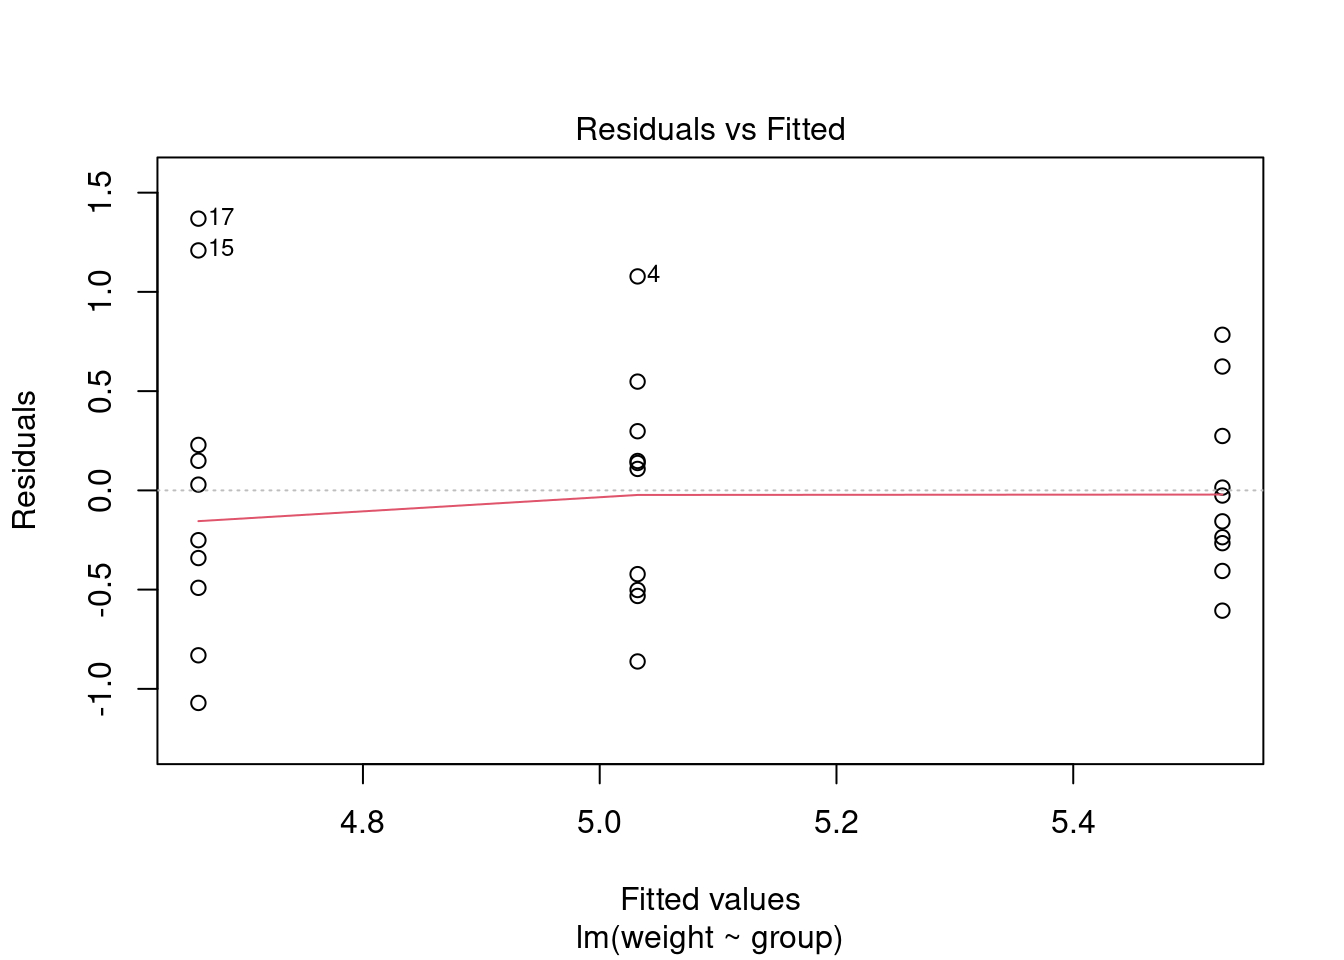 Residuals vs Fitted
1.5
1.0
0.5
0.0
-0.5
-1.0
Residuals
17
15
4
4.8 5.0 5.2 5.4
Fitted values
lm(weight ~ group)